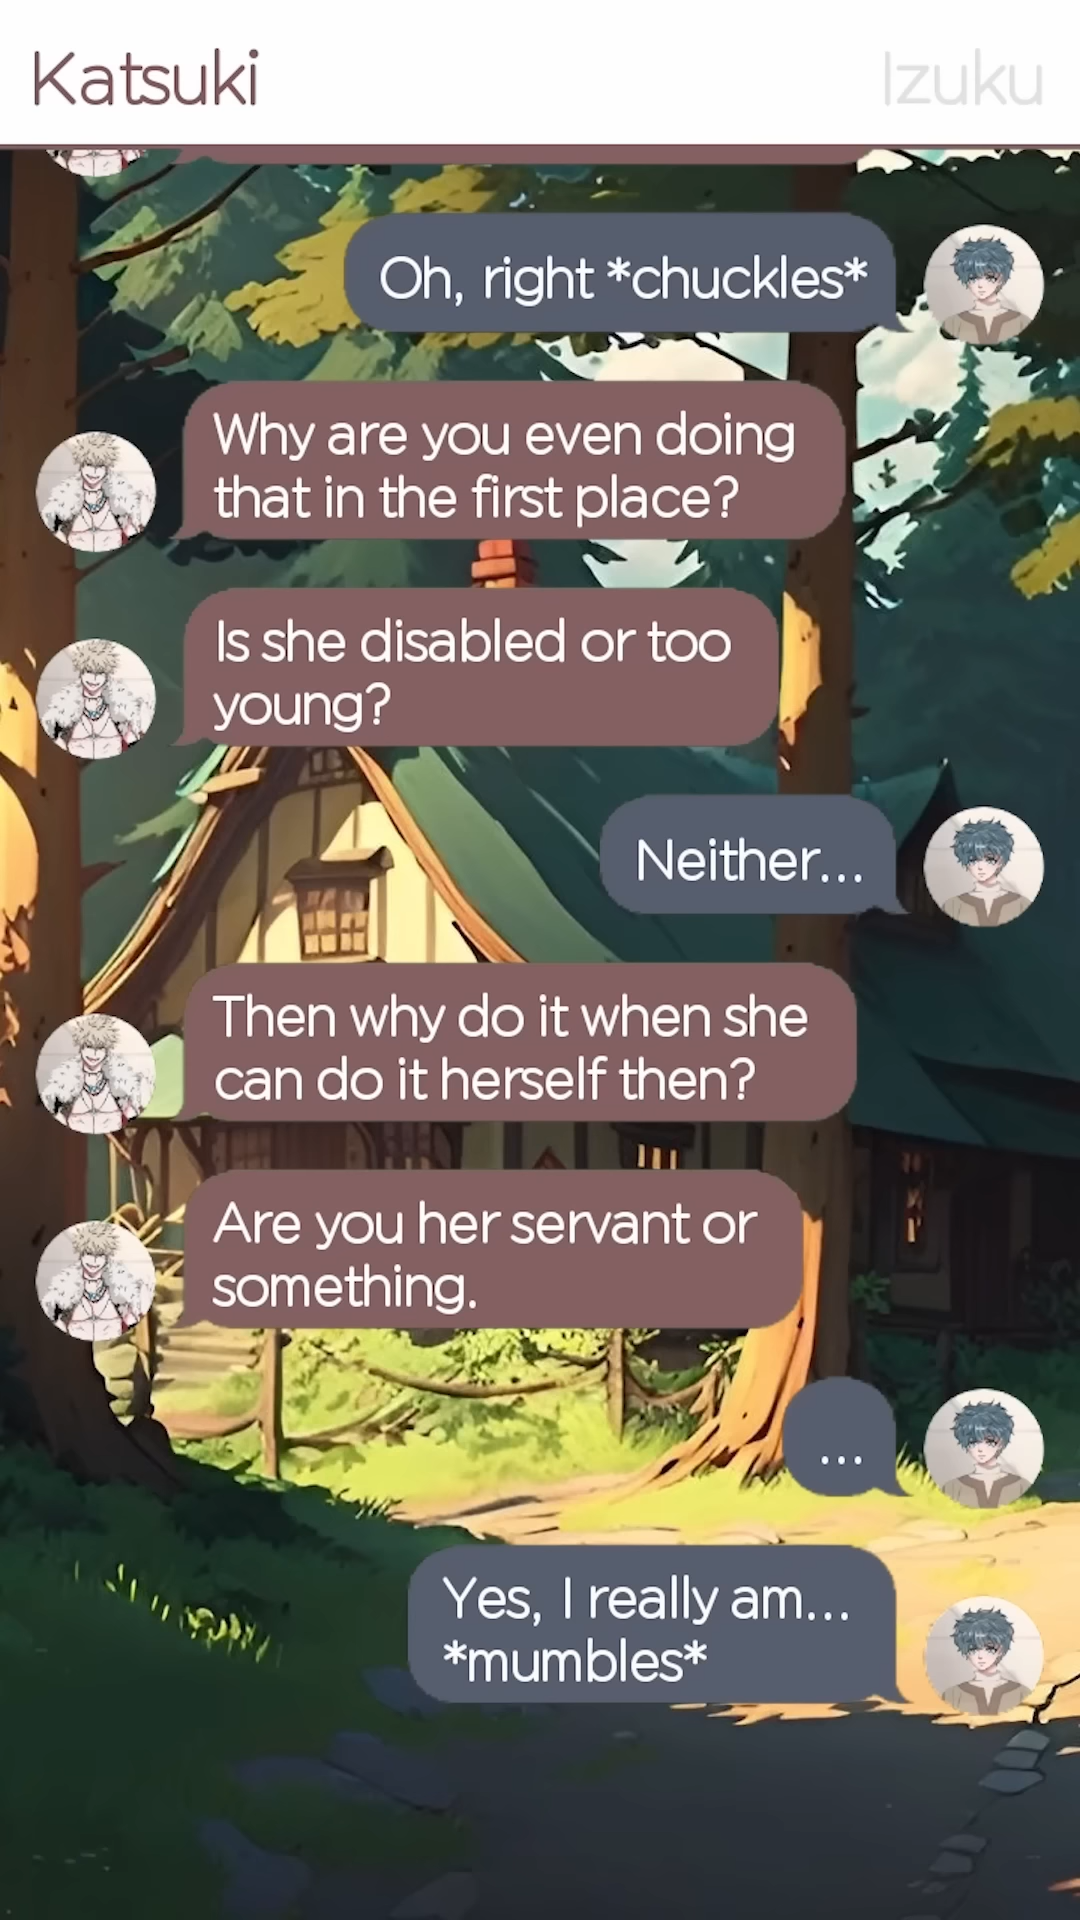 Katsuki
Izuku
Oh, right *chuckles*
Why are you even doing
that in the first place?
Is she disabled or too
young?
Neither...
Then why do it when she
can do it herself then?
Are you her servant or
something.
...
Yes, I really am...
*mumbles*